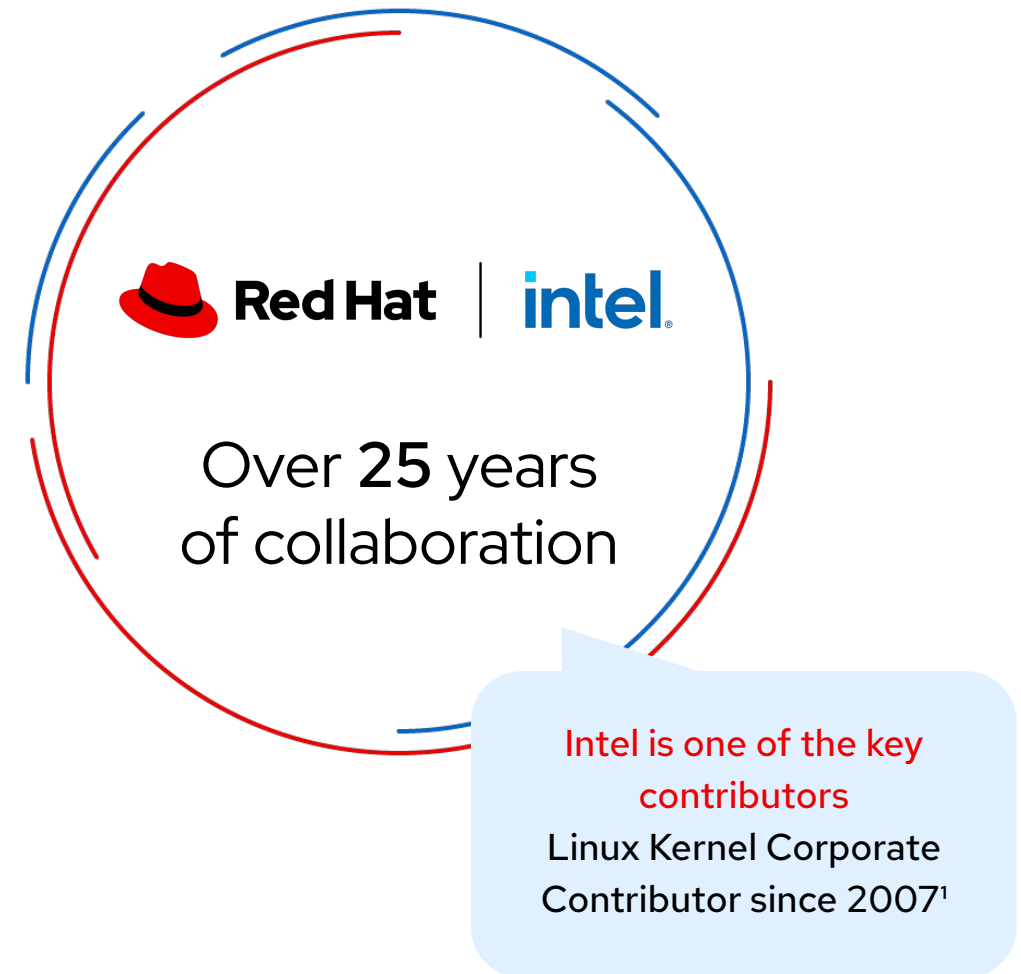 Red Hat | intel®
Over 25 years
of collaboration
Intel is one of the key
contributors
Linux Kernel Corporate
Contributor since 2007¹